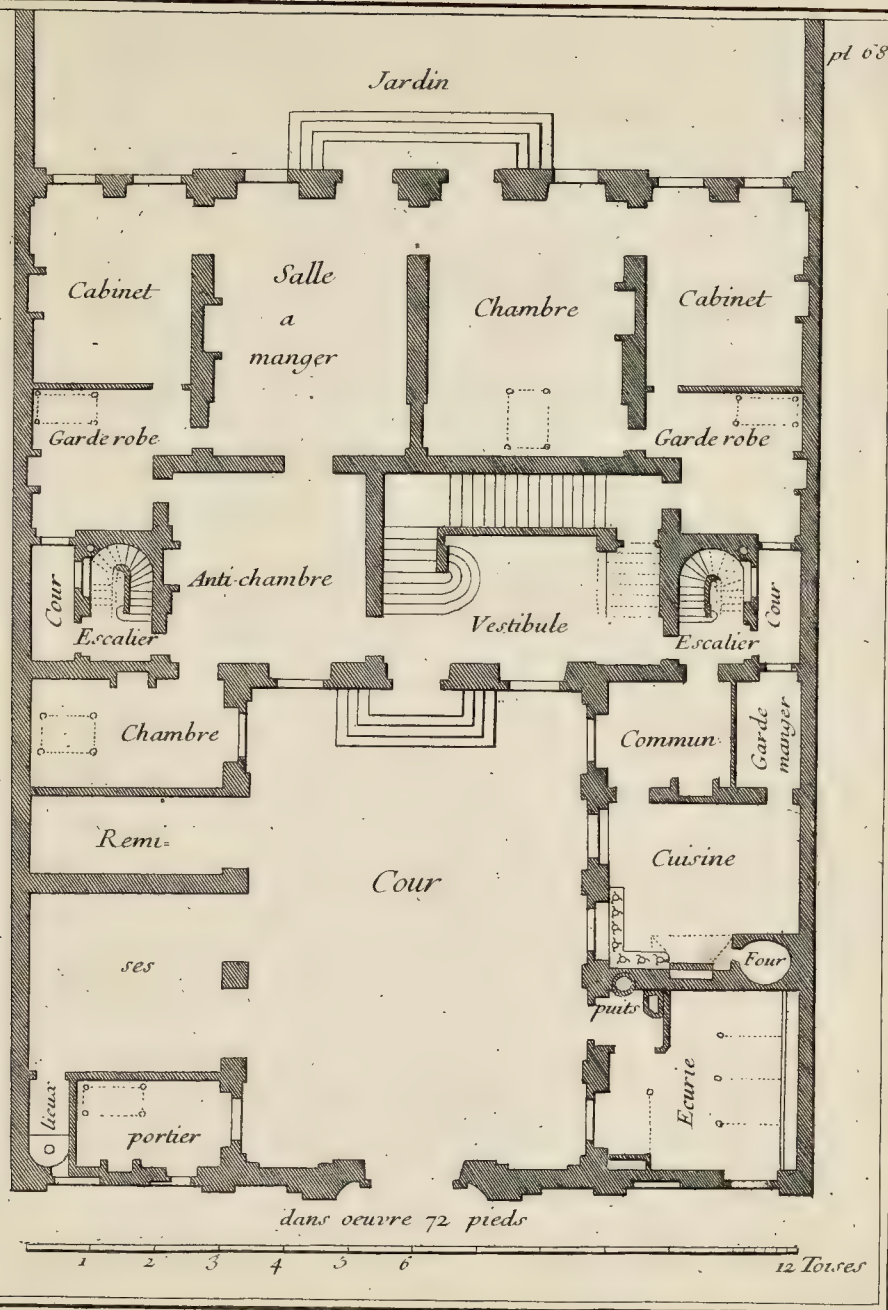 pl 68
Jardin
Cabinet
Salle
a
manger
Chambre
Cabinet
Garde robe
Garde robe
Cour
Escalier
Anti-chambre
Vestibule
Escalier
Cour
Chambre
Commun
Garde
manger
Remi=
Cour
Cuisine
ses
Four
puits
Ecurie
lieux
portier
dans oeuvre 72 pieds
1 2 3 4 5 6 12 Toises